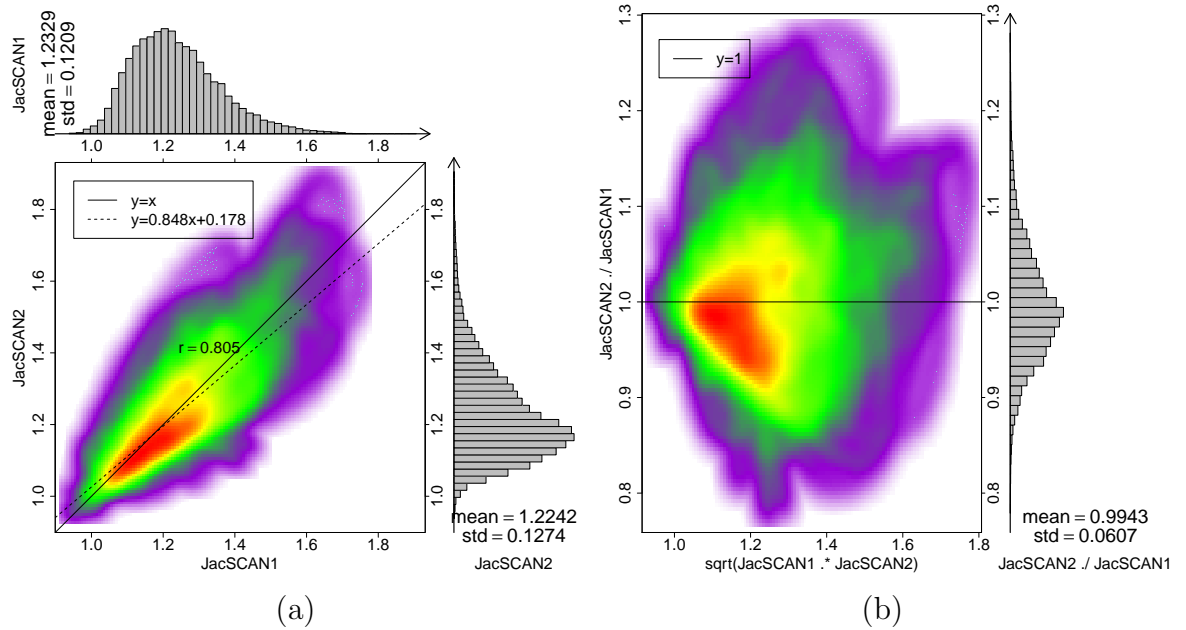 JacSCAN1
mean = 1.2329
std = 0.1209
1.0 1.2 1.4 1.6 1.8
y=x
y=0.848x+0.178
r = 0.805
JacSCAN2
1.0 1.2 1.4 1.6 1.8
1.0 1.2 1.4 1.6 1.8
JacSCAN1
1.0 1.2 1.4 1.6 1.8
mean = 1.2242
std = 0.1274
JacSCAN2
(a)
y=1
JacSCAN2 ./ JacSCAN1
0.8 0.9 1.0 1.1 1.2 1.3
1.0 1.2 1.4 1.6 1.8
sqrt(JacSCAN1 .* JacSCAN2)
0.8 0.9 1.0 1.1 1.2 1.3
mean = 0.9943
std = 0.0607
JacSCAN2 ./ JacSCAN1
(b)